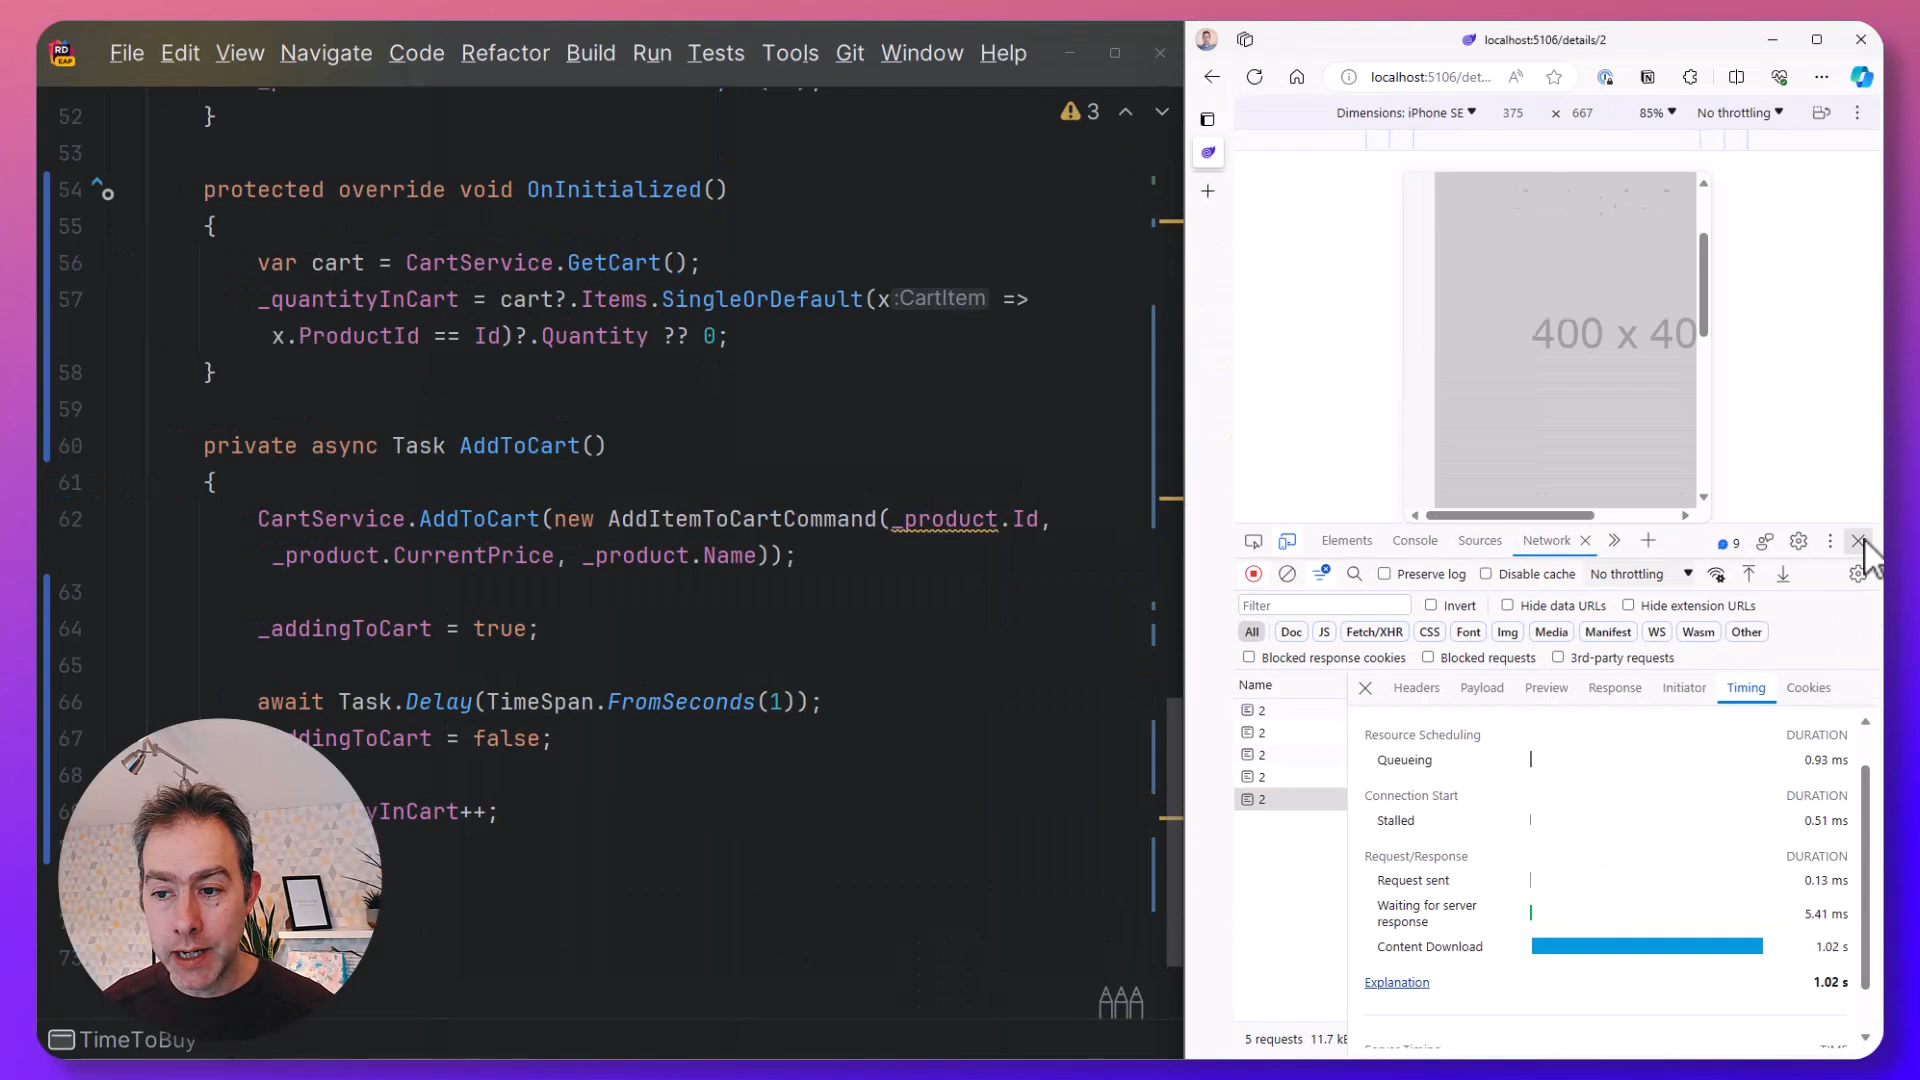 RD
EAP
File Edit View Navigate Code Refactor Build Run Tests Tools Git Window Help
52 }
3
53
54 protected override void OnInitialized()
55 {
56 var cart = CartService.GetCart();
57 _quantityInCart = cart?.Items.SingleOrDefault(x :CartItem =>
x.ProductId == Id)?.Quantity ?? 0;
58 }
59
60 private async Task AddToCart()
61 {
62 CartService.AddToCart(new AddItemToCartCommand(_product.Id,
_product.CurrentPrice, _product.Name));
63
64 _addingToCart = true;
65
66 await Task.Delay(TimeSpan.FromSeconds(1));
67 dingToCart = false;
68
yInCart++;
TimeToBuy
localhost:5106/details/2
localhost:5106/det...
Dimensions: iPhone SE 375 × 667 85% No throttling
400 x 40
Elements Console Sources Network 9
Preserve log Disable cache No throttling
Filter Invert Hide data URLs Hide extension URLs
All Doc JS Fetch/XHR CSS Font Img Media Manifest WS Wasm Other
Blocked response cookies Blocked requests 3rd-party requests
Name Headers Payload Preview Response Initiator Timing Cookies
2
2
2
2
2
Resource Scheduling DURATION
Queueing 0.93 ms
Connection Start DURATION
Stalled 0.51 ms
Request/Response DURATION
Request sent 0.13 ms
Waiting for server
response 5.41 ms
Content Download 1.02 s
Explanation 1.02 s
5 requests 11.7 kB
Server Timing TIME